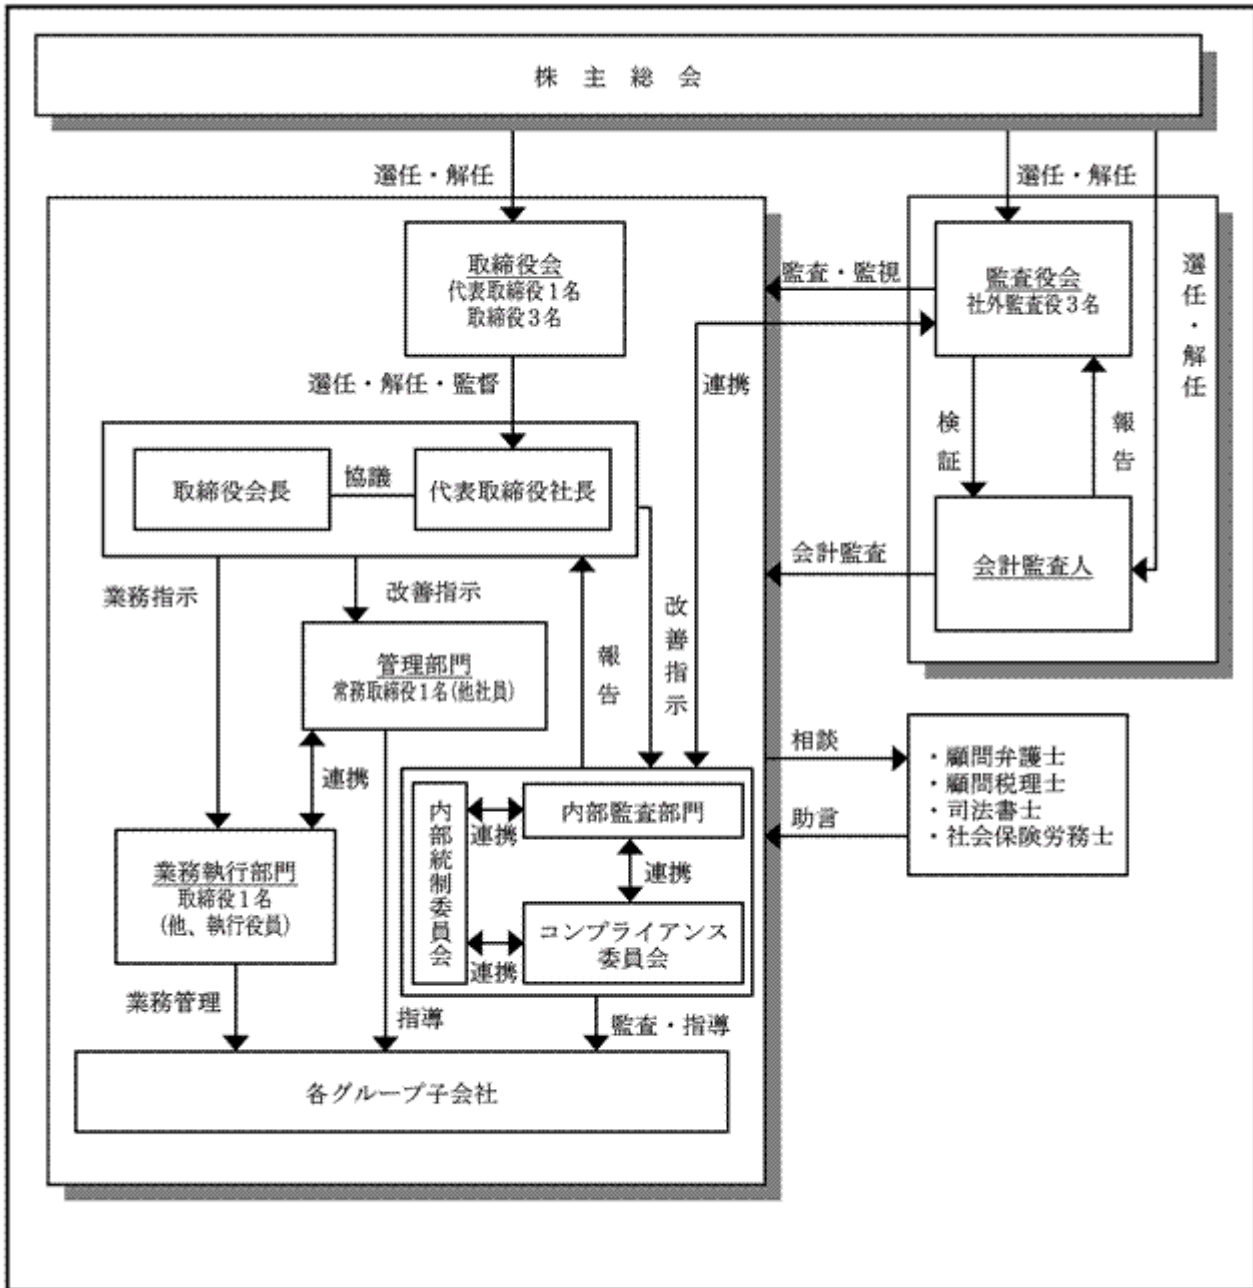 株主総会
選任・解任
選任・解任
選任・解任
取締役会
代表取締役1名
取締役3名
監査・監視
監査役会
社外監査役3名
選任・解任・監督
連携
検証
報告
取締役会長
協議
代表取締役社長
会計監査
会計監査人
業務指示
改善指示
報告
改善指示
管理部門
常務取締役1名(他社員)
連携
相談
助言
・顧問弁護士
・顧問税理士
・司法書士
・社会保険労務士
内部統制委員会
連携
内部監査部門
連携
連携
コンプライアンス
委員会
業務執行部門
取締役1名
(他、執行役員)
業務管理
指導
監査・指導
各グループ子会社